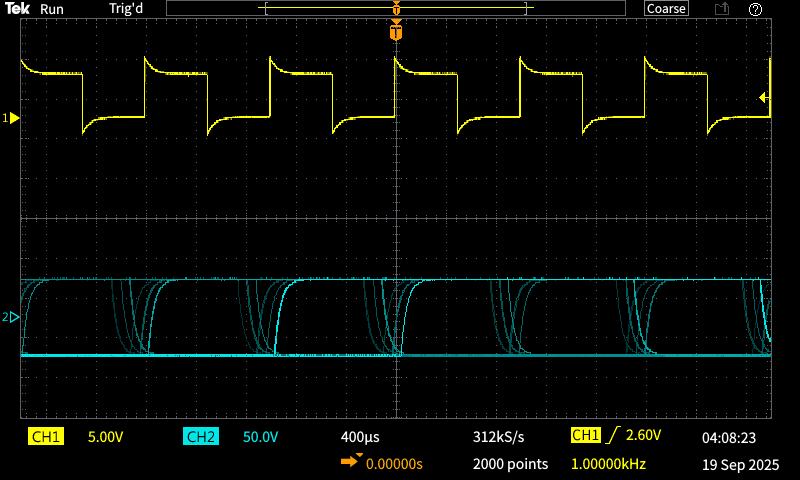 Tek Run Trig'd T Coarse ?
T
1
2
CH1 5.00V CH2 50.0V 400µs 312kS/s CH1 2.60V 04:08:23
0.00000s 2000 points 1.00000kHz 19 Sep 2025